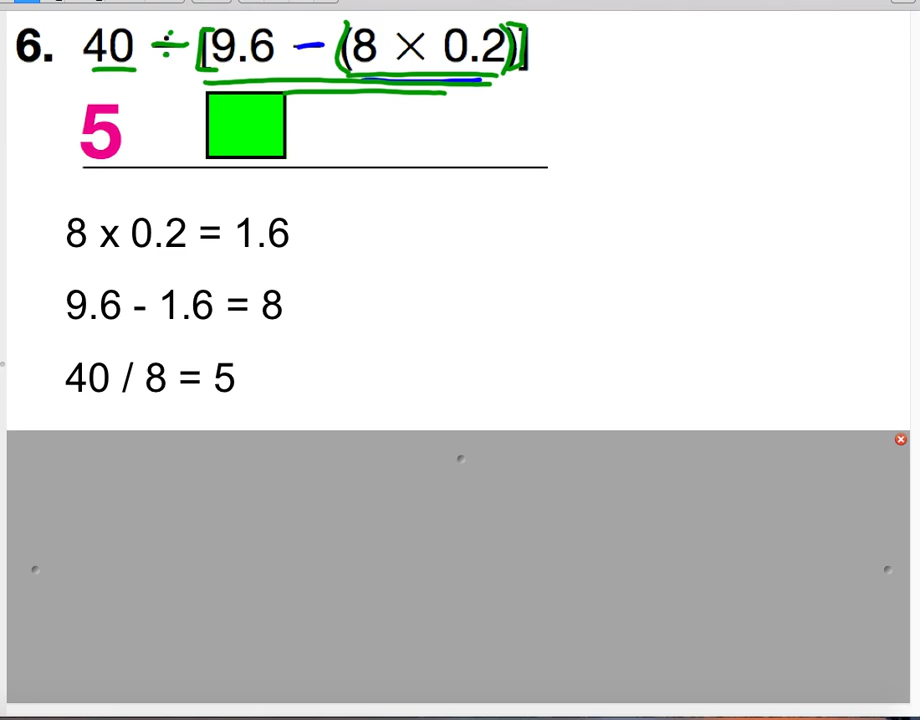 6. 40 ÷ [9.6 − (8 × 0.2)]
5
8 x 0.2 = 1.6
9.6 - 1.6 = 8
40 / 8 = 5